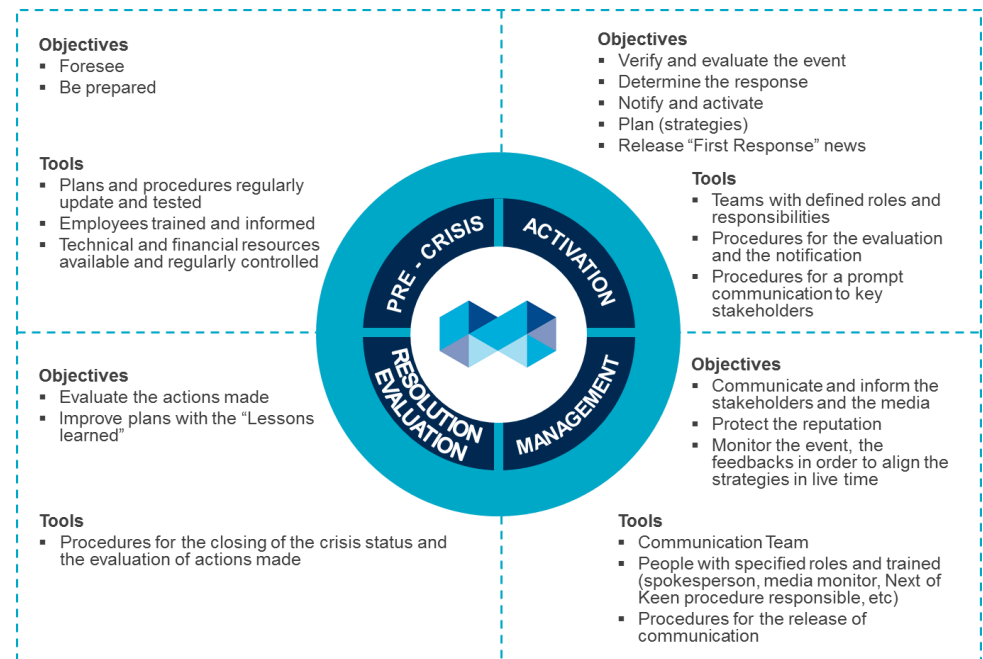 Objectives
▪ Foresee
▪ Be prepared
Tools
▪ Plans and procedures regularly
update and tested
▪ Employees trained and informed
▪ Technical and financial resources
available and regularly controlled
Objectives
▪ Verify and evaluate the event
▪ Determine the response
▪ Notify and activate
▪ Plan (strategies)
▪ Release “First Response” news
Tools
▪ Teams with defined roles and
responsibilities
▪ Procedures for the evaluation
and the notification
▪ Procedures for a prompt
communication to key
stakeholders
PRE - CRISIS
ACTIVATION
RESOLUTION
EVALUATION
MANAGEMENT
Objectives
▪ Evaluate the actions made
▪ Improve plans with the “Lessons
learned”
Tools
▪ Procedures for the closing of the crisis status and
the evaluation of actions made
Objectives
▪ Communicate and inform the
stakeholders and the media
▪ Protect the reputation
▪ Monitor the event, the
feedbacks in order to align the
strategies in live time
Tools
▪ Communication Team
▪ People with specified roles and trained
(spokesperson, media monitor, Next of
Keen procedure responsible, etc)
▪ Procedures for the release of
communication